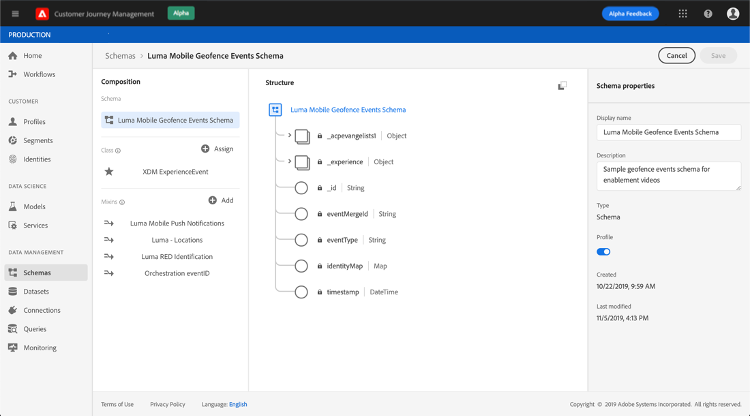 Customer Journey Management
Alpha
Alpha Feedback
PRODUCTION
Home
Workflows
CUSTOMER
Profiles
Segments
Identities
DATA SCIENCE
Models
Services
DATA MANAGEMENT
Schemas
Datasets
Connections
Queries
Monitoring
Schemas > Luma Mobile Geofence Events Schema
Cancel
Save
Composition
Schema
Luma Mobile Geofence Events Schema
Class
Assign
XDM ExperienceEvent
Mixins
Add
Luma Mobile Push Notifications
Luma - Locations
Luma RED Identification
Orchestration eventID
Structure
Luma Mobile Geofence Events Schema
_acpevangelists1 | Object
_experience | Object
_id | String
eventMergeId | String
eventType | String
identityMap | Map
timestamp | DateTime
Schema properties
Display name
Luma Mobile Geofence Events Schema
Description
Sample geofence events schema for
enablement videos
Type
Schema
Profile
Created
10/22/2019, 9:59 AM
Last modified
11/5/2019, 4:13 PM
Terms of Use
Privacy Policy
Language: English
Copyright © 2019 Adobe Systems Incorporated. All rights reserved.